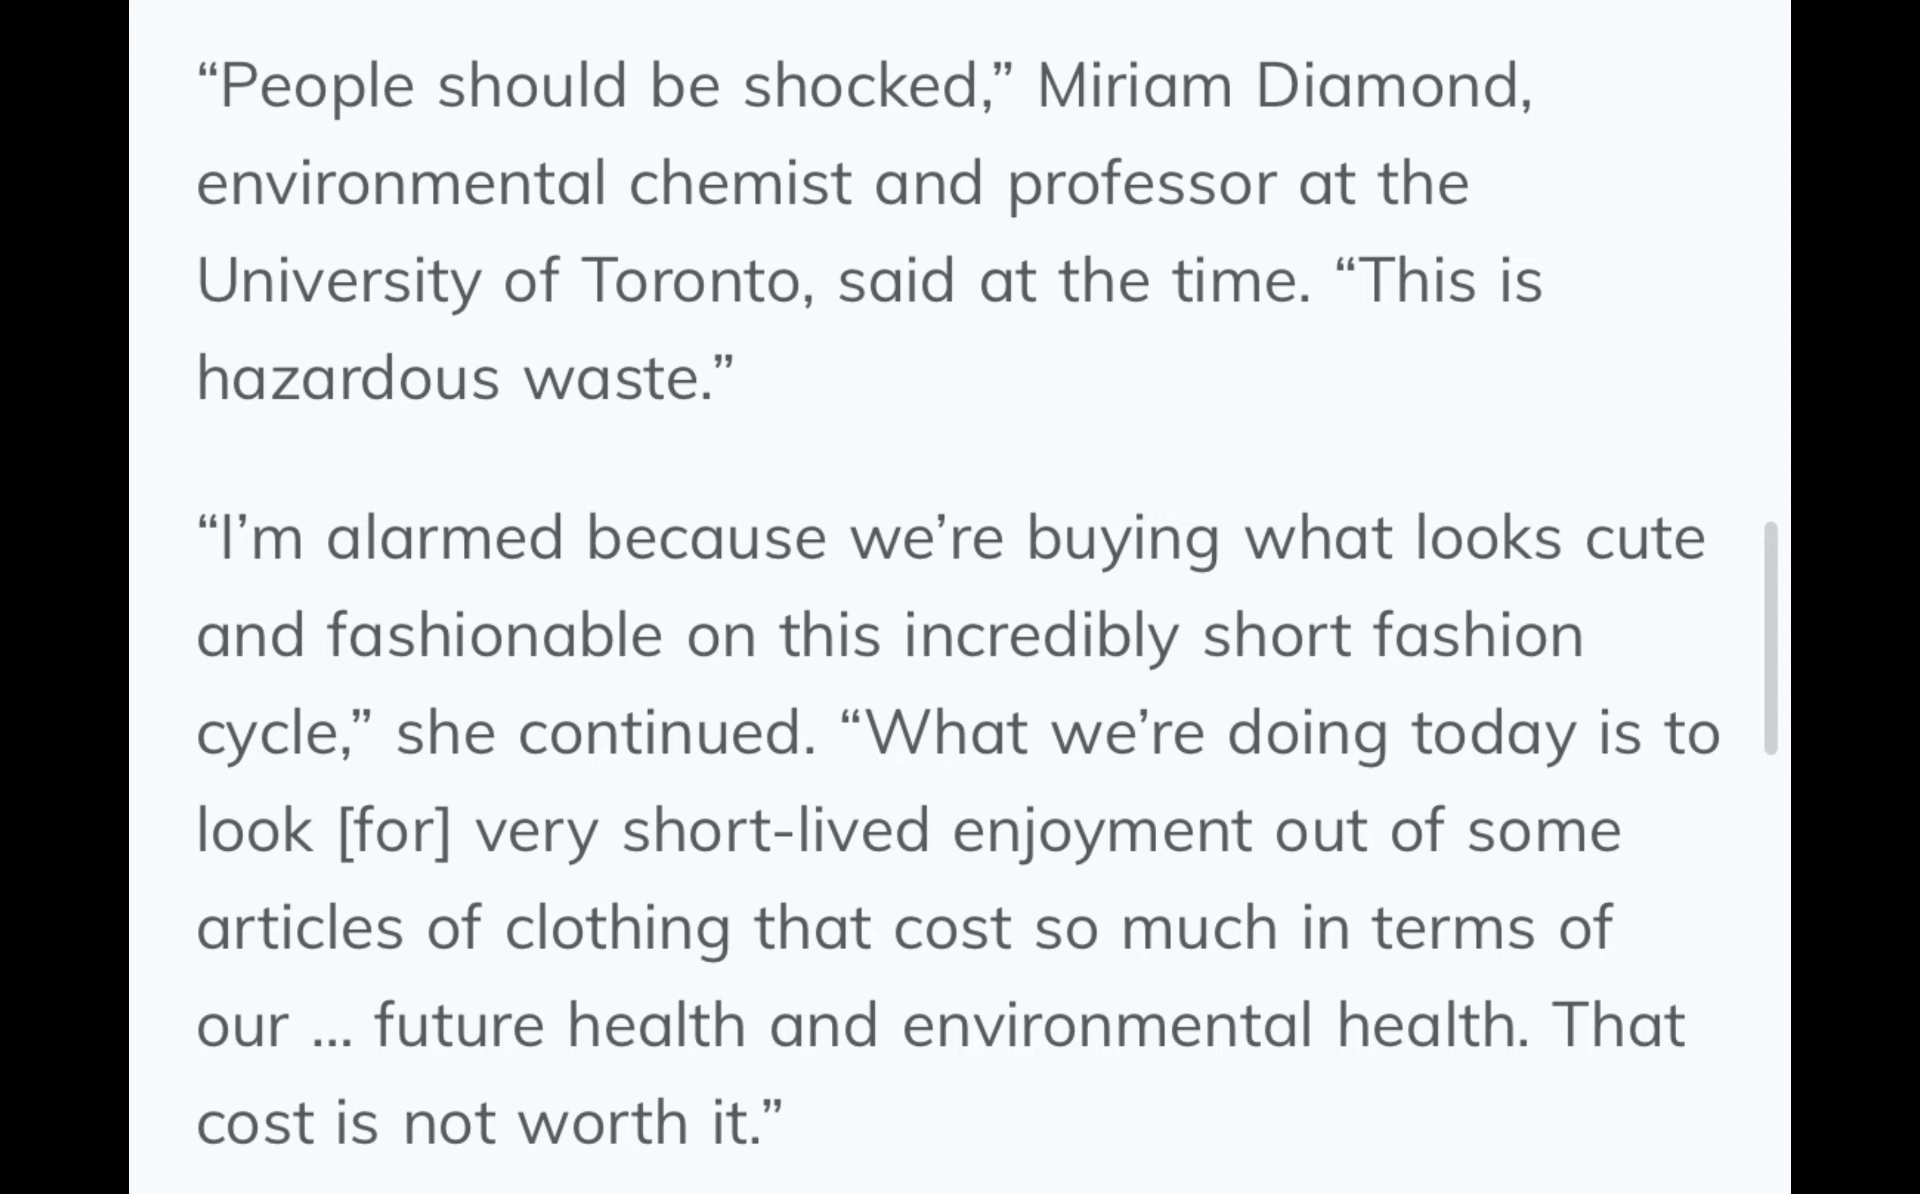 “People should be shocked,” Miriam Diamond,
environmental chemist and professor at the
University of Toronto, said at the time. “This is
hazardous waste.”
“I’m alarmed because we’re buying what looks cute
and fashionable on this incredibly short fashion
cycle,” she continued. “What we’re doing today is to
look [for] very short-lived enjoyment out of some
articles of clothing that cost so much in terms of
our … future health and environmental health. That
cost is not worth it.”